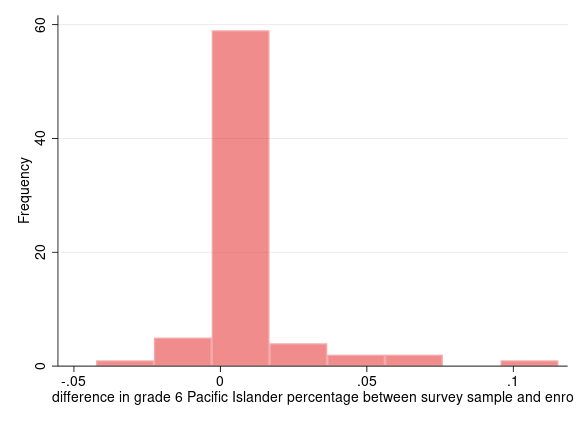 60
40
20
0
Frequency
-.05 0 .05 .1
difference in grade 6 Pacific Islander percentage between survey sample and enro